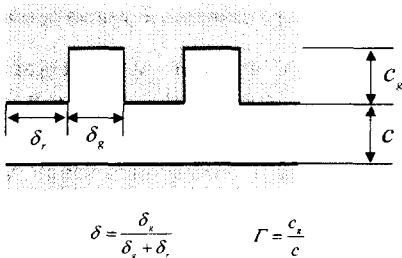 c_g
δ_r δ_g c
δ = δ_g / (δ_g + δ_r) Γ = c_g / c